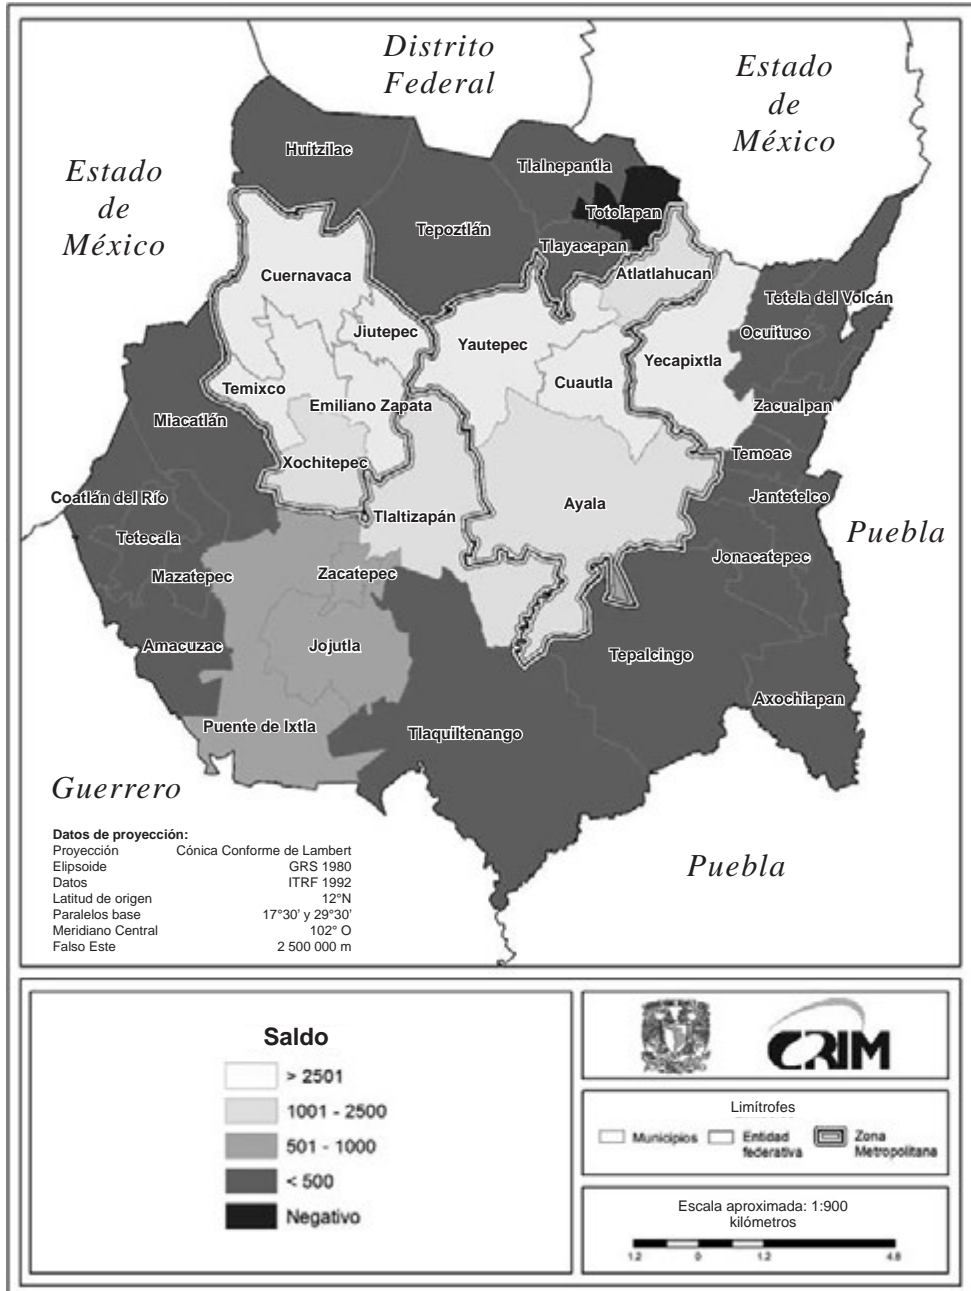 Distrito
Federal
Estado
de
México
Estado
de
México
Huitzilac
Tlalnepantla
Totolapan
Tepoztlán
Tlayacapan
Atlatlahucan
Cuernavaca
Tetela del Volcán
Jiutepec
Ocuituco
Yautepec
Yecapixtla
Cuautla
Temixco
Emiliano Zapata
Zacualpan
Miacatlán
Temoac
Xochitepec
Jantetelco
Coatlán del Río
Ayala
Tlaltizapán
Puebla
Tetecala
Jonacatepec
Mazatepec
Zacatepec
Amacuzac
Jojutla
Tepalcingo
Axochiapan
Puente de Ixtla
Tlaquiltenango
Guerrero
Puebla
Datos de proyección:
Proyección Cónica Conforme de Lambert
Elipsoide GRS 1980
Datos ITRF 1992
Latitud de origen 12°N
Paralelos base 17°30' y 29°30'
Meridiano Central 102° O
Falso Este 2 500 000 m
Saldo
> 2501
1001 - 2500
501 - 1000
< 500
Negativo
CRIM
Limítrofes
Municipios
Entidad
federativa
Zona
Metropolitana
Escala aproximada: 1:900
kilómetros
1.2 0 1.2 4.8